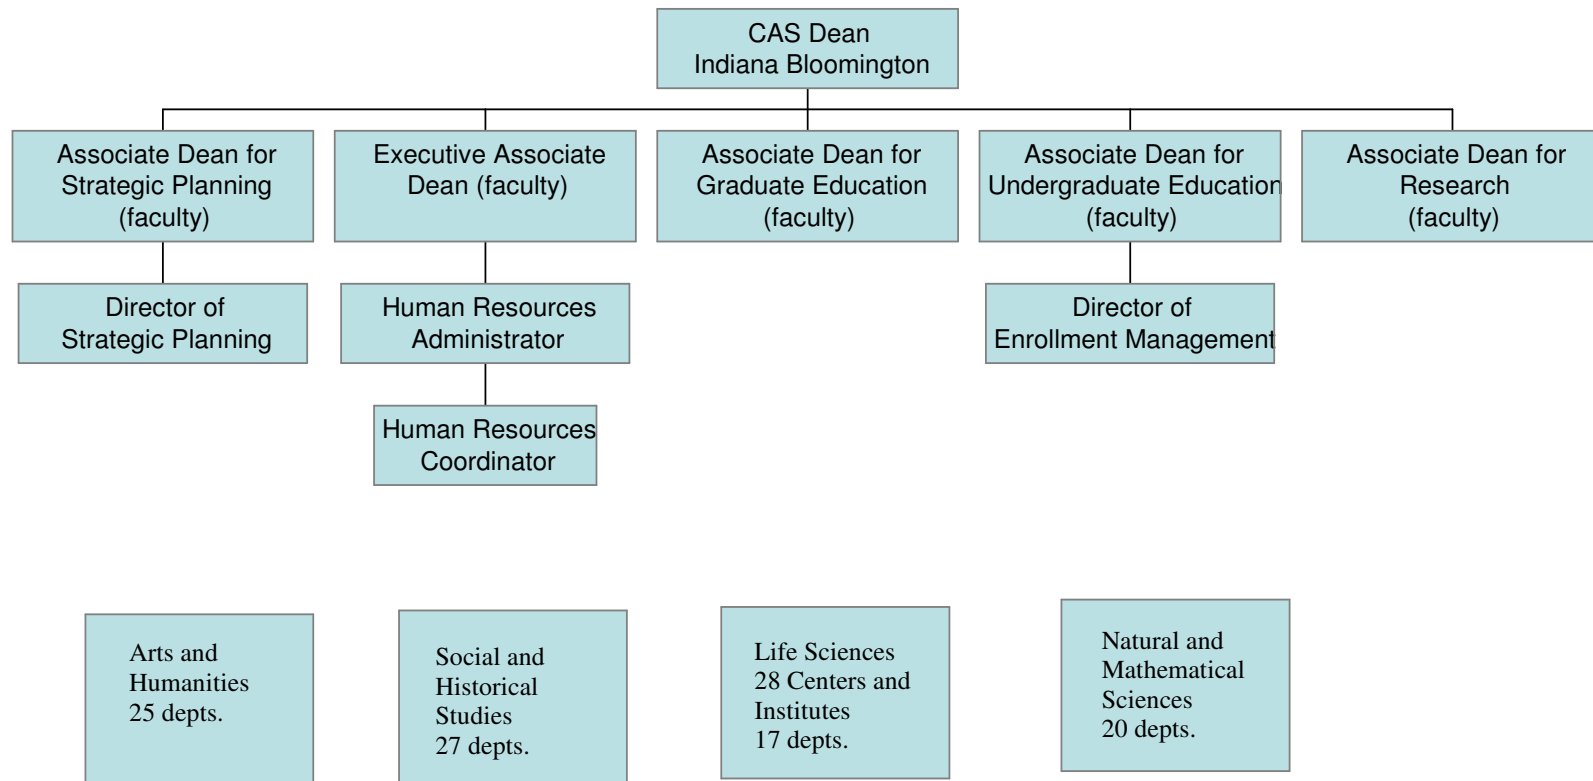 CAS Dean
Indiana Bloomington
Associate Dean for
Strategic Planning
(faculty)
Executive Associate
Dean (faculty)
Associate Dean for
Graduate Education
(faculty)
Associate Dean for
Undergraduate Education
(faculty)
Associate Dean for
Research
(faculty)
Director of
Strategic Planning
Human Resources
Administrator
Director of
Enrollment Management
Human Resources
Coordinator
Arts and
Humanities
25 depts.
Social and
Historical
Studies
27 depts.
Life Sciences
28 Centers and
Institutes
17 depts.
Natural and
Mathematical
Sciences
20 depts.